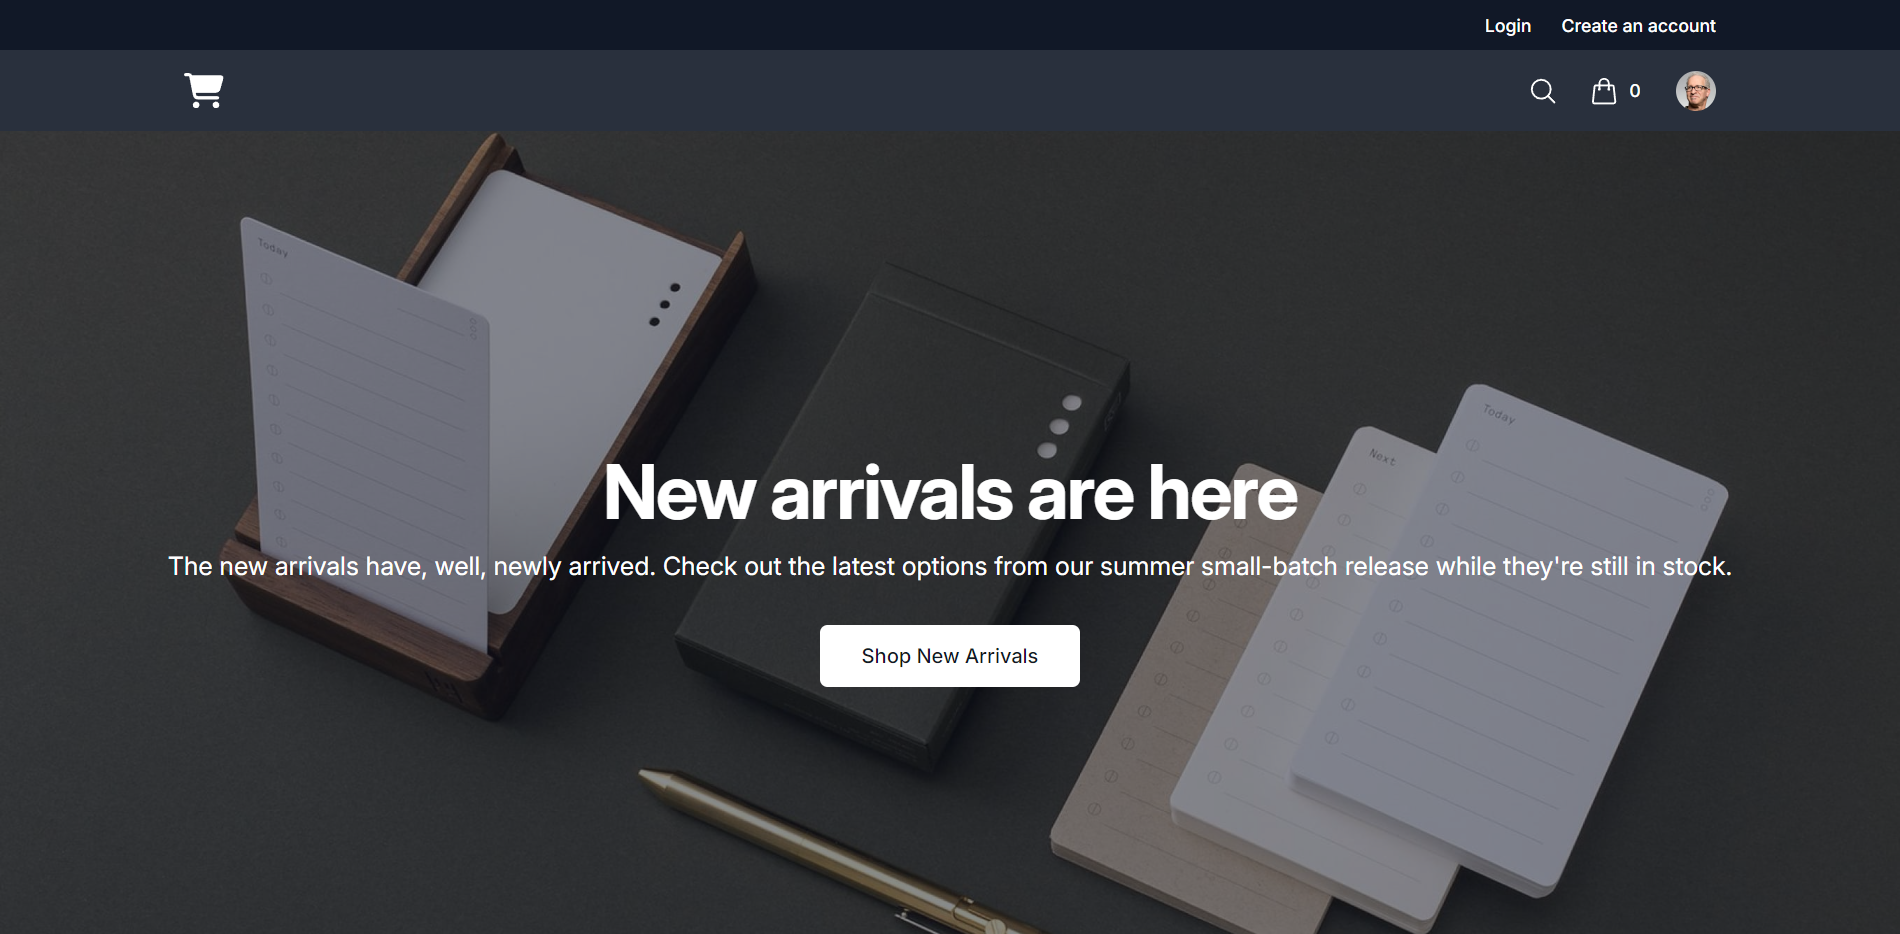 Login Create an account
0
Today
Today
Next
New arrivals are here
The new arrivals have, well, newly arrived. Check out the latest options from our summer small-batch release while they're still in stock.
Shop New Arrivals